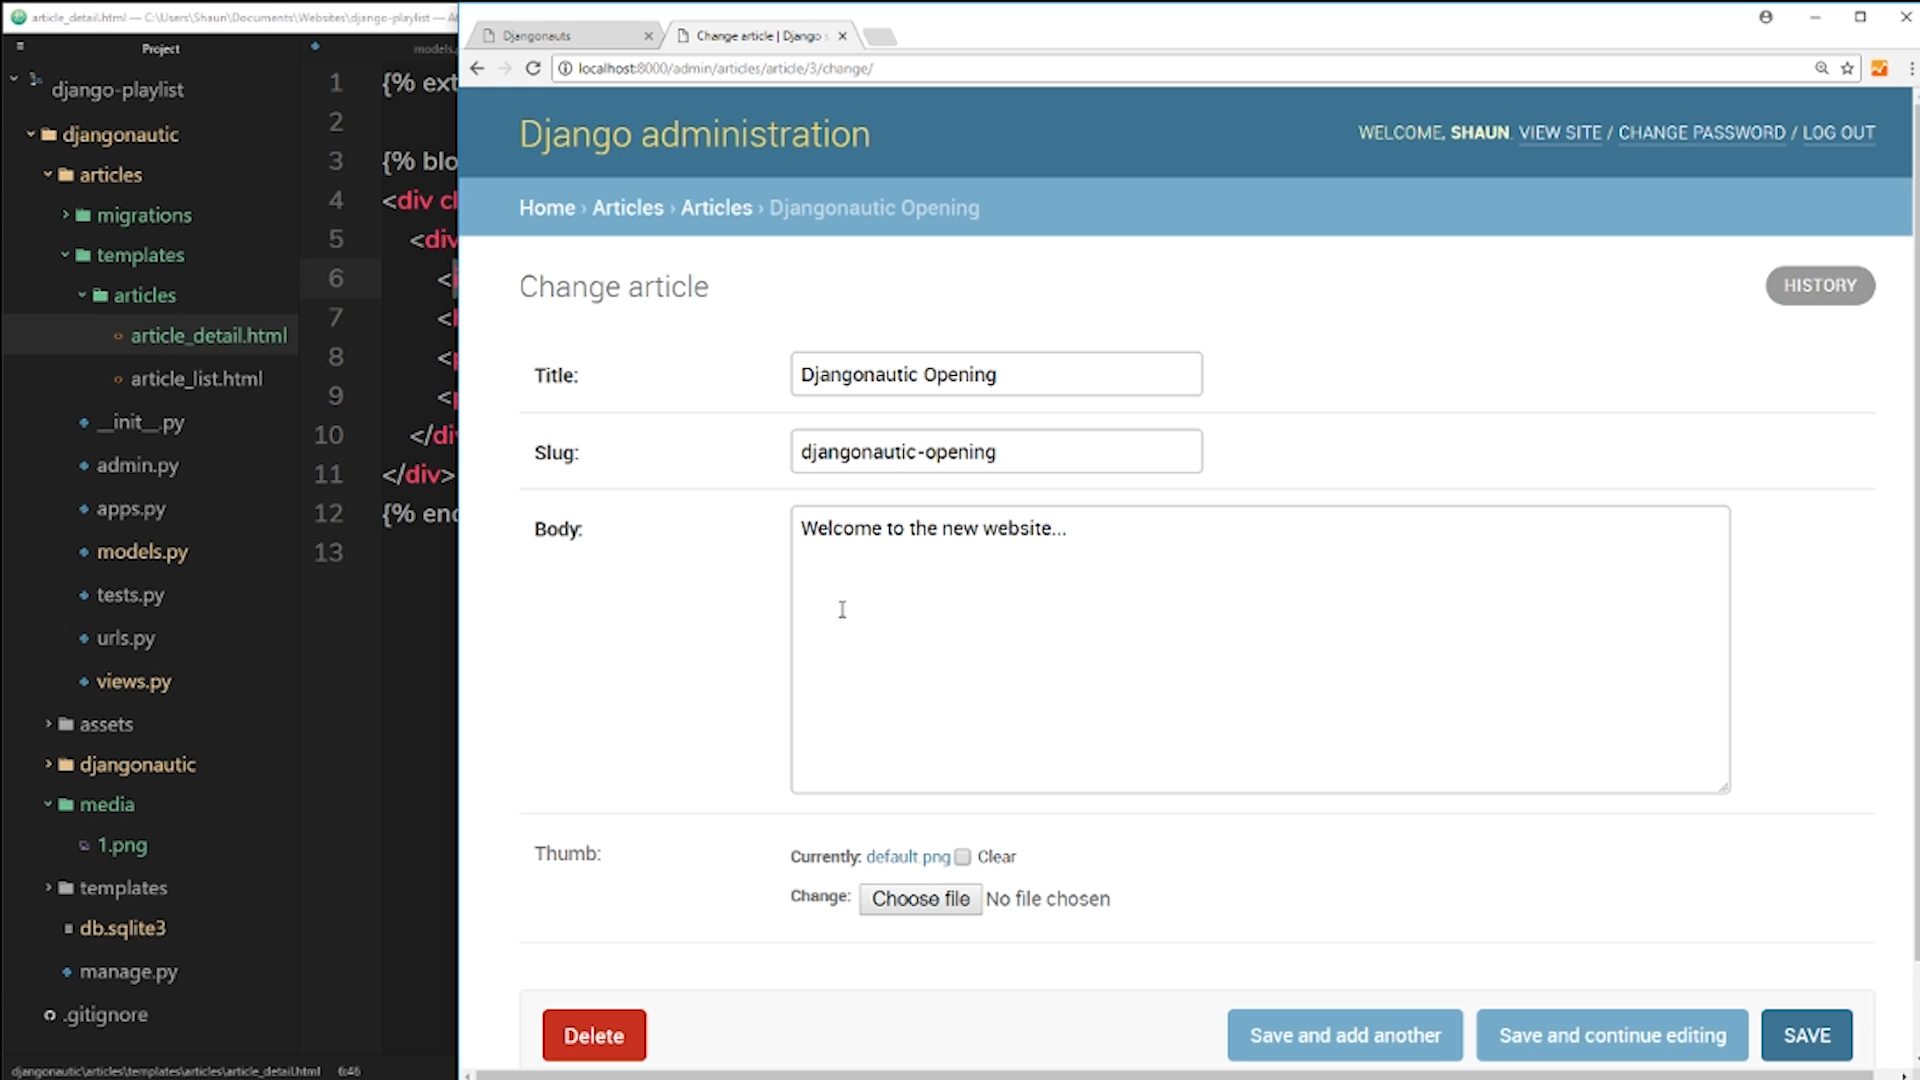 article_detail.html — C:\Users\Shaun\Documents\Websites\django-playlist — A
Project
models.
django-playlist
djangonautic
articles
migrations
templates
articles
article_detail.html
article_list.html
__init__.py
admin.py
apps.py
models.py
tests.py
urls.py
views.py
assets
djangonautic
media
1.png
templates
db.sqlite3
manage.py
.gitignore
djangonautic\articles\templates\articles\article_detail.html 6:46
1 {% ext
2
3 {% blo
4 <div cl
5 <div
6 <i
7 <
8 <p
9 <p
10 </div
11 </div>
12 {% end
13
Djangonauts
Change article | Django s
localhost:8000/admin/articles/article/3/change/
Django administration
WELCOME, SHAUN. VIEW SITE / CHANGE PASSWORD / LOG OUT
Home › Articles › Articles › Djangonautic Opening
Change article
HISTORY
Title: Djangonautic Opening
Slug: djangonautic-opening
Body: Welcome to the new website...
Thumb: Currently: default.png Clear
Change: Choose file No file chosen
Delete
Save and add another
Save and continue editing
SAVE